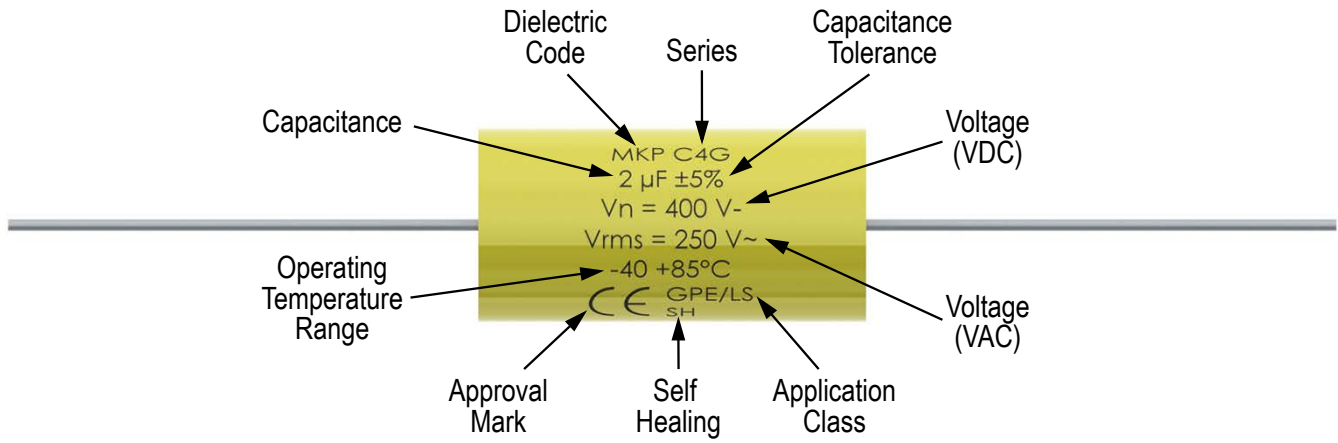 Dielectric
Code
Series
Capacitance
Tolerance
Capacitance
Voltage
(VDC)
MKP C4G
2 µF ±5%
Vn = 400 V-
Vrms = 250 V~
-40 +85°C
CE GPE/LS
SH
Operating
Temperature
Range
Voltage
(VAC)
Approval
Mark
Self
Healing
Application
Class